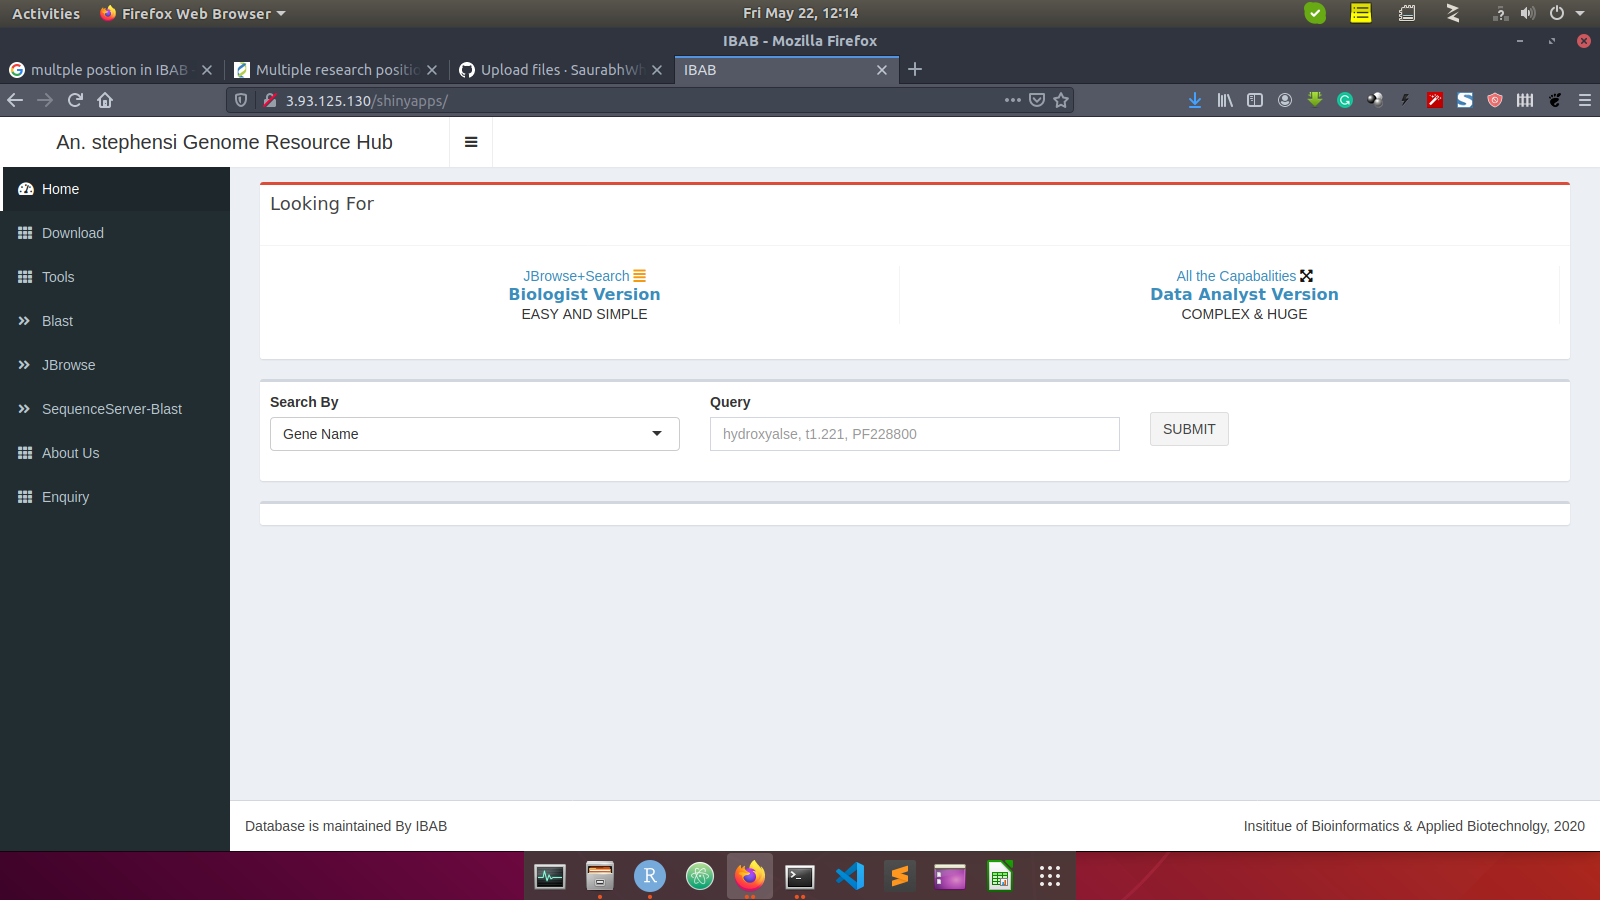 Activities Firefox Web Browser Fri May 22, 12:14
IBAB - Mozilla Firefox
multple postion in IBAB - Multiple research positio Upload files · SaurabhWh IBAB
3.93.125.130/shinyapps/
An. stephensi Genome Resource Hub
Home
Download
Tools
Blast
JBrowse
SequenceServer-Blast
About Us
Enquiry
Looking For
JBrowse+Search
Biologist Version
EASY AND SIMPLE
All the Capabalities
Data Analyst Version
COMPLEX & HUGE
Search By
Gene Name
Query
hydroxyalse, t1.221, PF228800
SUBMIT
Database is maintained By IBAB
Insititue of Bioinformatics & Applied Biotechnolgy, 2020